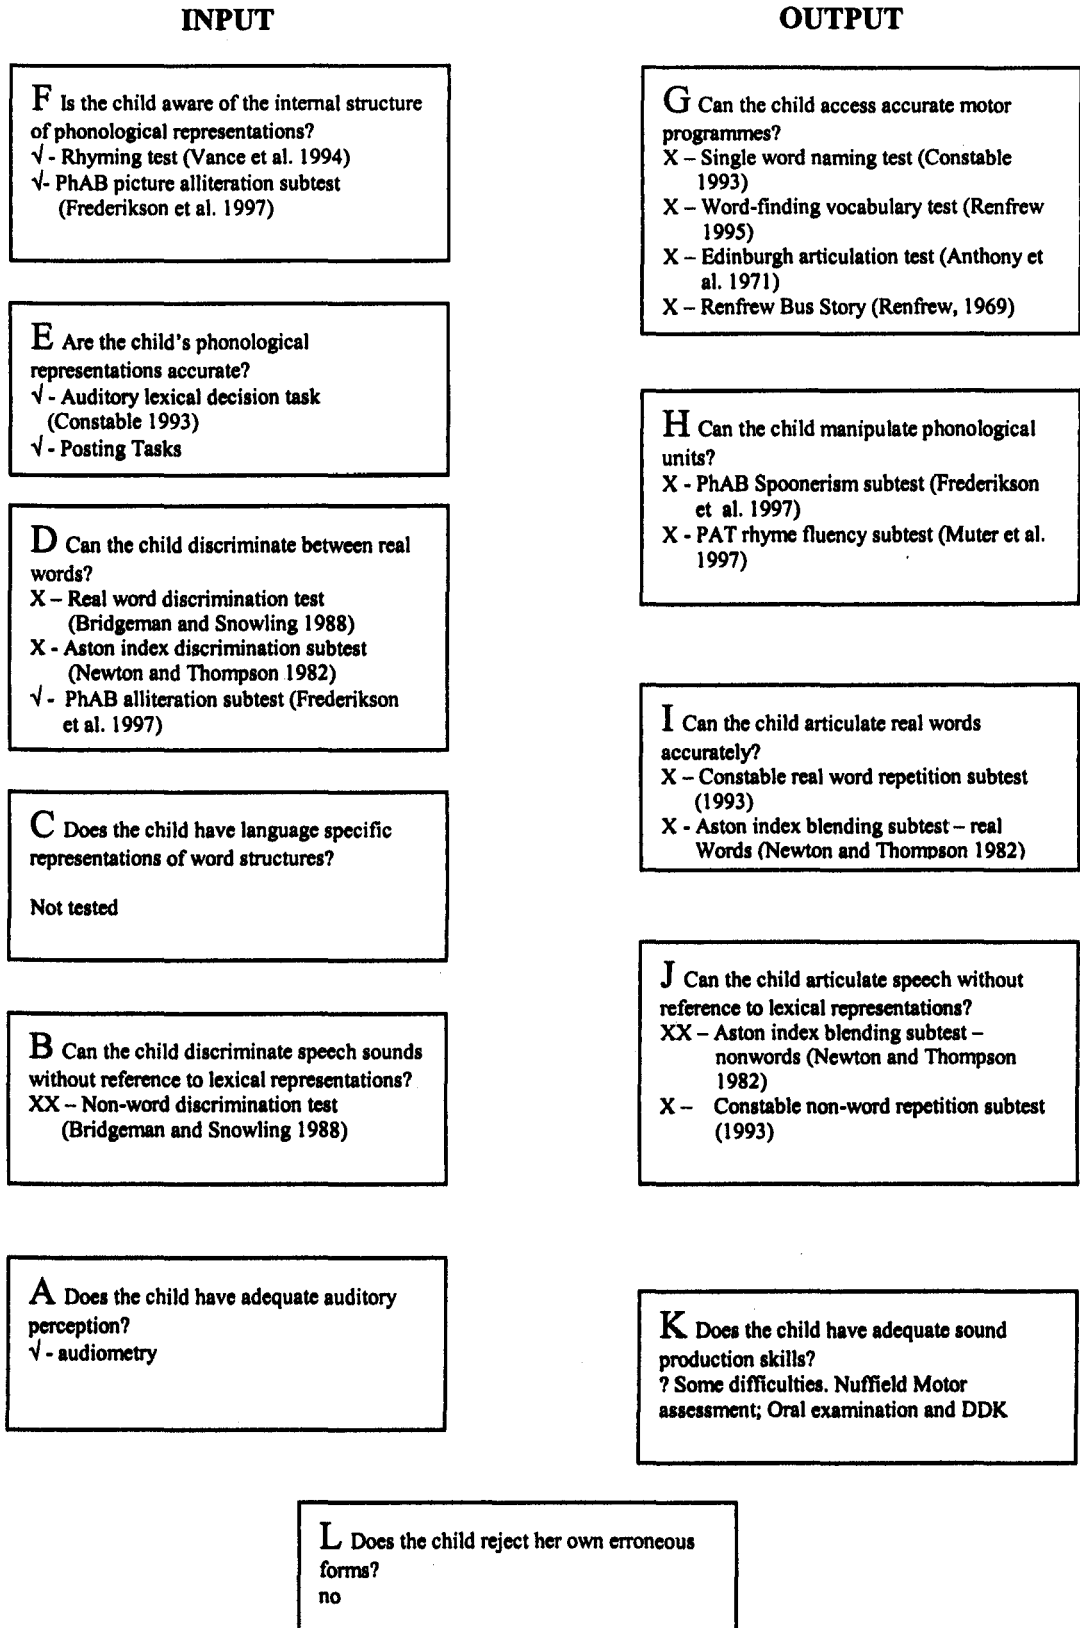 INPUT
F Is the child aware of the internal structure
of phonological representations?
√ - Rhyming test (Vance et al. 1994)
√- PhAB picture alliteration subtest
(Frederikson et al. 1997)
E Are the child's phonological
representations accurate?
√ - Auditory lexical decision task
(Constable 1993)
√ - Posting Tasks
D Can the child discriminate between real
words?
X – Real word discrimination test
(Bridgeman and Snowling 1988)
X - Aston index discrimination subtest
(Newton and Thompson 1982)
√ - PhAB alliteration subtest (Frederikson
et al. 1997)
C Does the child have language specific
representations of word structures?
Not tested
B Can the child discriminate speech sounds
without reference to lexical representations?
XX – Non-word discrimination test
(Bridgeman and Snowling 1988)
A Does the child have adequate auditory
perception?
√ - audiometry
OUTPUT
G Can the child access accurate motor
programmes?
X – Single word naming test (Constable
1993)
X – Word-finding vocabulary test (Renfrew
1995)
X – Edinburgh articulation test (Anthony et
al. 1971)
X – Renfrew Bus Story (Renfrew, 1969)
H Can the child manipulate phonological
units?
X - PhAB Spoonerism subtest (Frederikson
et al. 1997)
X - PAT rhyme fluency subtest (Muter et al.
1997)
I Can the child articulate real words
accurately?
X – Constable real word repetition subtest
(1993)
X - Aston index blending subtest – real
Words (Newton and Thompson 1982)
J Can the child articulate speech without
reference to lexical representations?
XX – Aston index blending subtest –
nonwords (Newton and Thompson
1982)
X – Constable non-word repetition subtest
(1993)
K Does the child have adequate sound
production skills?
? Some difficulties. Nuffield Motor
assessment; Oral examination and DDK
L Does the child reject her own erroneous
forms?
no